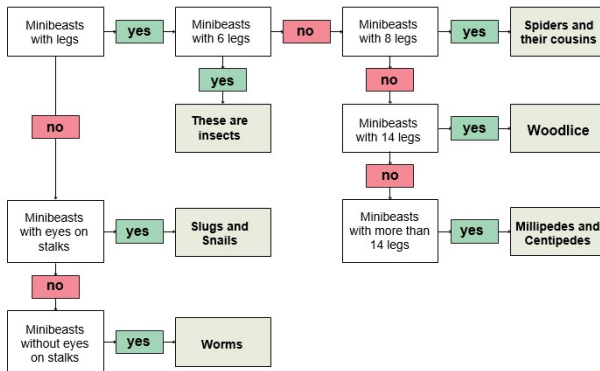 Minibeasts
with legs
yes
Minibeasts
with 6 legs
no
Minibeasts
with 8 legs
yes
Spiders and
their cousins
yes
no
These are
insects
no
Minibeasts
with 14 legs
yes
Woodlice
no
Minibeasts
with eyes on
stalks
yes
Slugs and
Snails
Minibeasts
with more than
14 legs
yes
Millipedes and
Centipedes
no
Minibeasts
without eyes
on stalks
yes
Worms